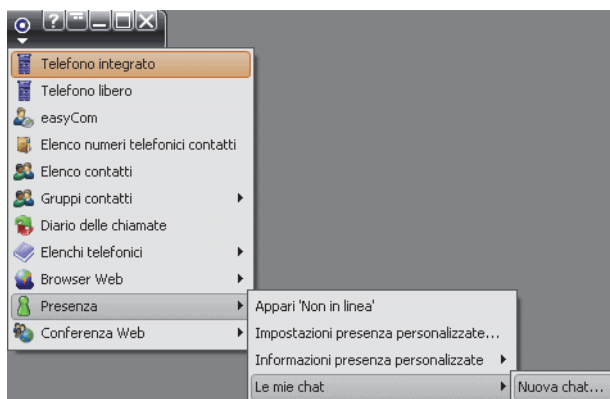 ?
Telefono integrato
Telefono libero
easyCom
Elenco numeri telefonici contatti
Elenco contatti
Gruppi contatti
Diario delle chiamate
Elenchi telefonici
Browser Web
Presenza
Conferenza Web
Appari 'Non in linea'
Impostazioni presenza personalizzate...
Informazioni presenza personalizzate
Le mie chat
Nuova chat...